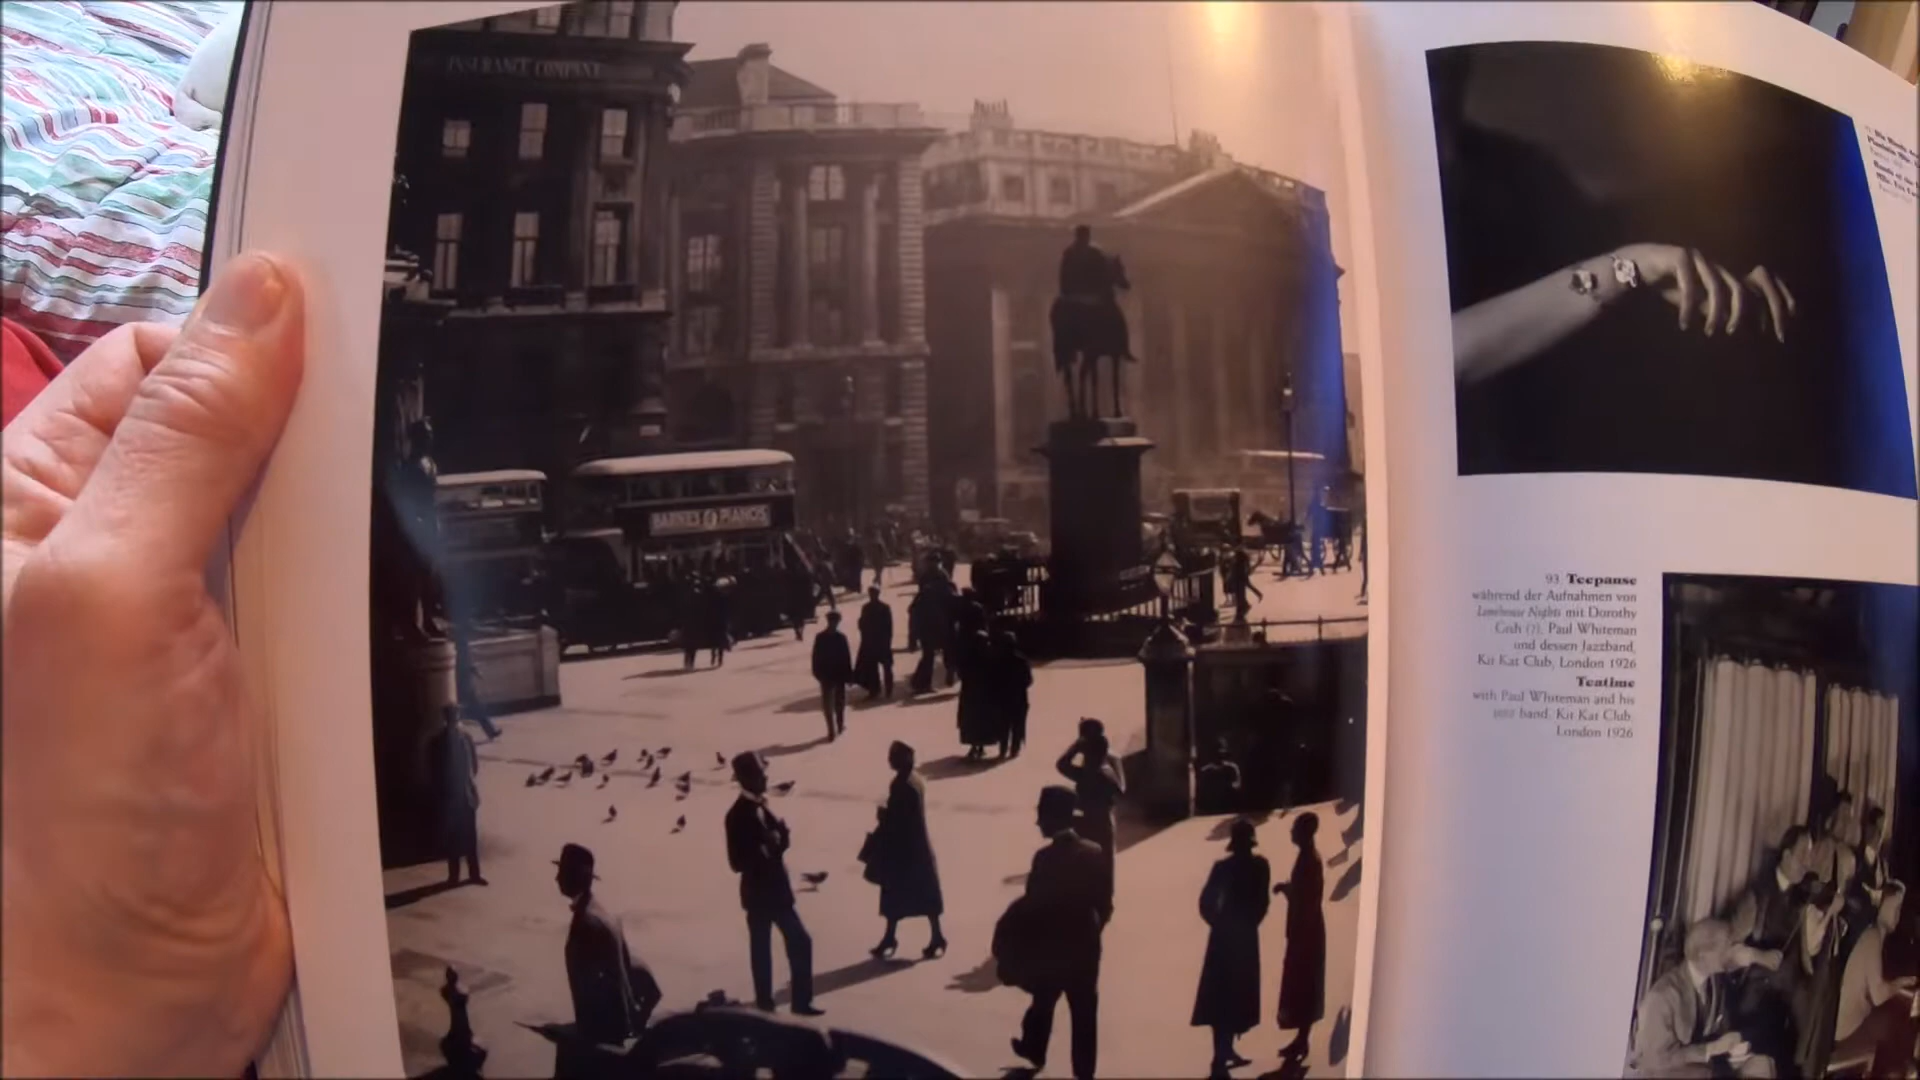 INSURANCE COMPANY
BARNES PIANOS
93 Teepause
während der Aufnahmen von
Limehouse Nights mit Dorothy
Gish (?), Paul Whiteman
und dessen Jazzband,
Kit Kat Club, London 1926
Teatime
with Paul Whiteman and his
band, Kit Kat Club,
London 1926